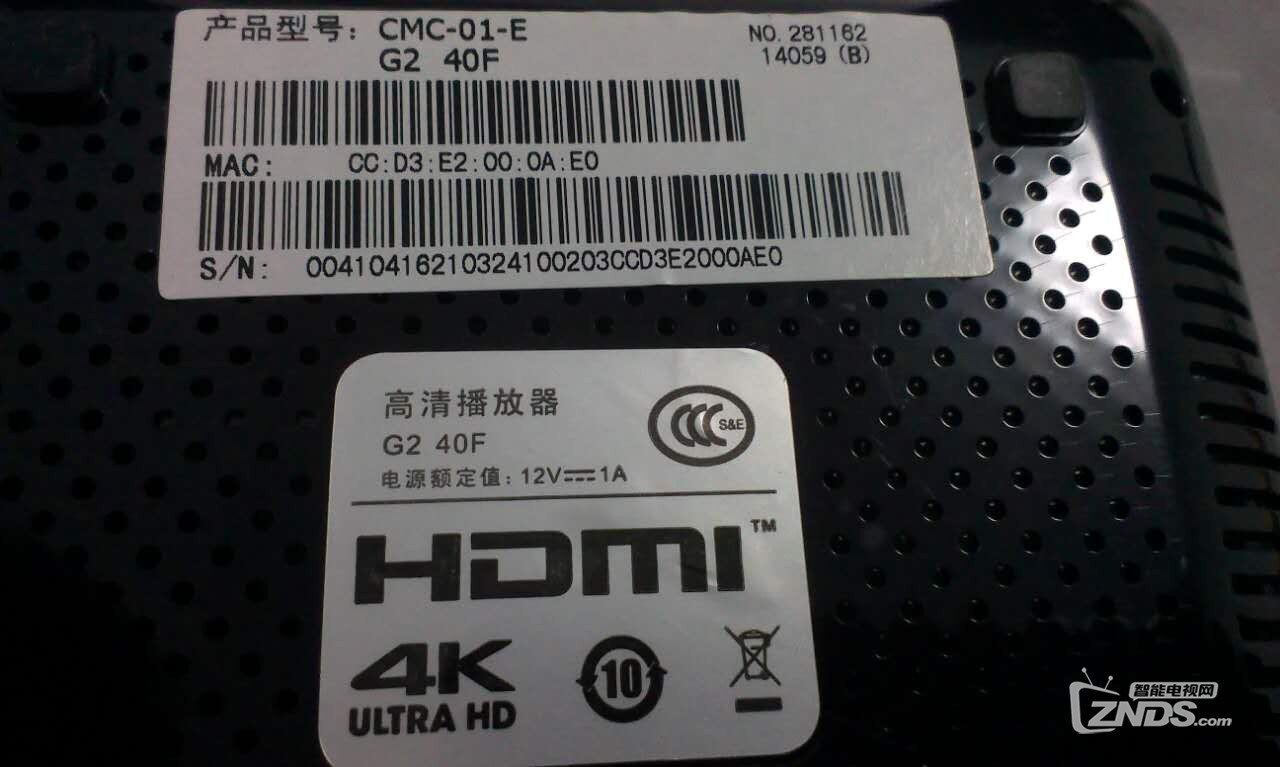 产品型号: CMC-01-E
G2 40F
NO. 281162
14059 (B)
MAC: CC:D3:E2:00:0A:E0
S/N: 00410416210324100203CCD3E2000AE0
高清播放器
G2 40F
S&E
电源额定值: 12V⎓1A
HDMI™
4K
ULTRA HD
10
智能电视网
ZNDS.com